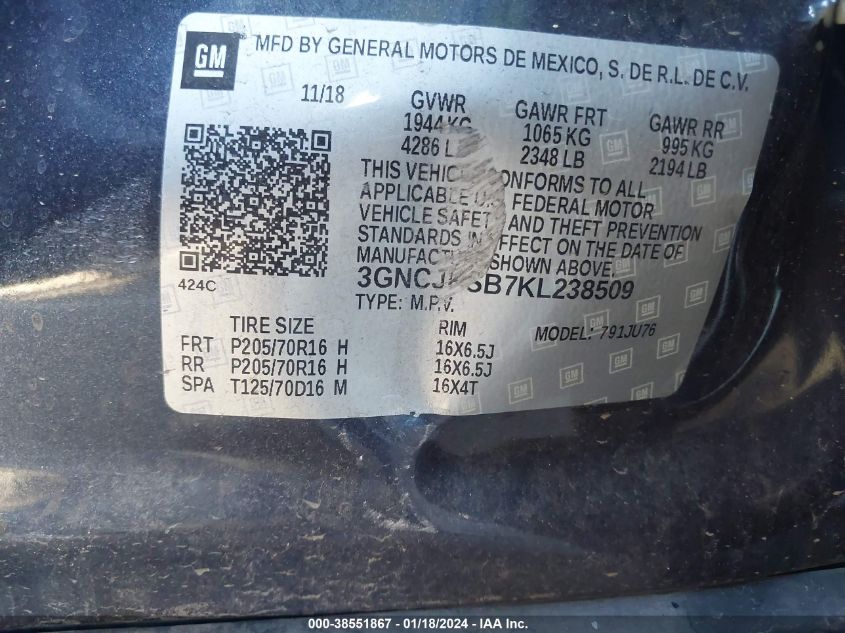 GM
MFD BY GENERAL MOTORS DE MEXICO, S. DE R.L. DE C.V.
11/18
GVWR
1944 KG
4286 L
GAWR FRT
1065 KG
2348 LB
GAWR RR
995 KG
2194 LB
THIS VEHIC CONFORMS TO ALL
APPLICABLE U. FEDERAL MOTOR
VEHICLE SAFETY AND THEFT PREVENTION
STANDARDS IN EFFECT ON THE DATE OF
MANUFACTURE SHOWN ABOVE.
424C
TYPE: M.P.V.
MODEL: 791JU76
TIRE SIZE RIM
FRT P205/70R16 H 16X6.5J
RR P205/70R16 H 16X6.5J
SPA T125/70D16 M 16X4T
000-38551867 - 01/18/2024 - IAA Inc.